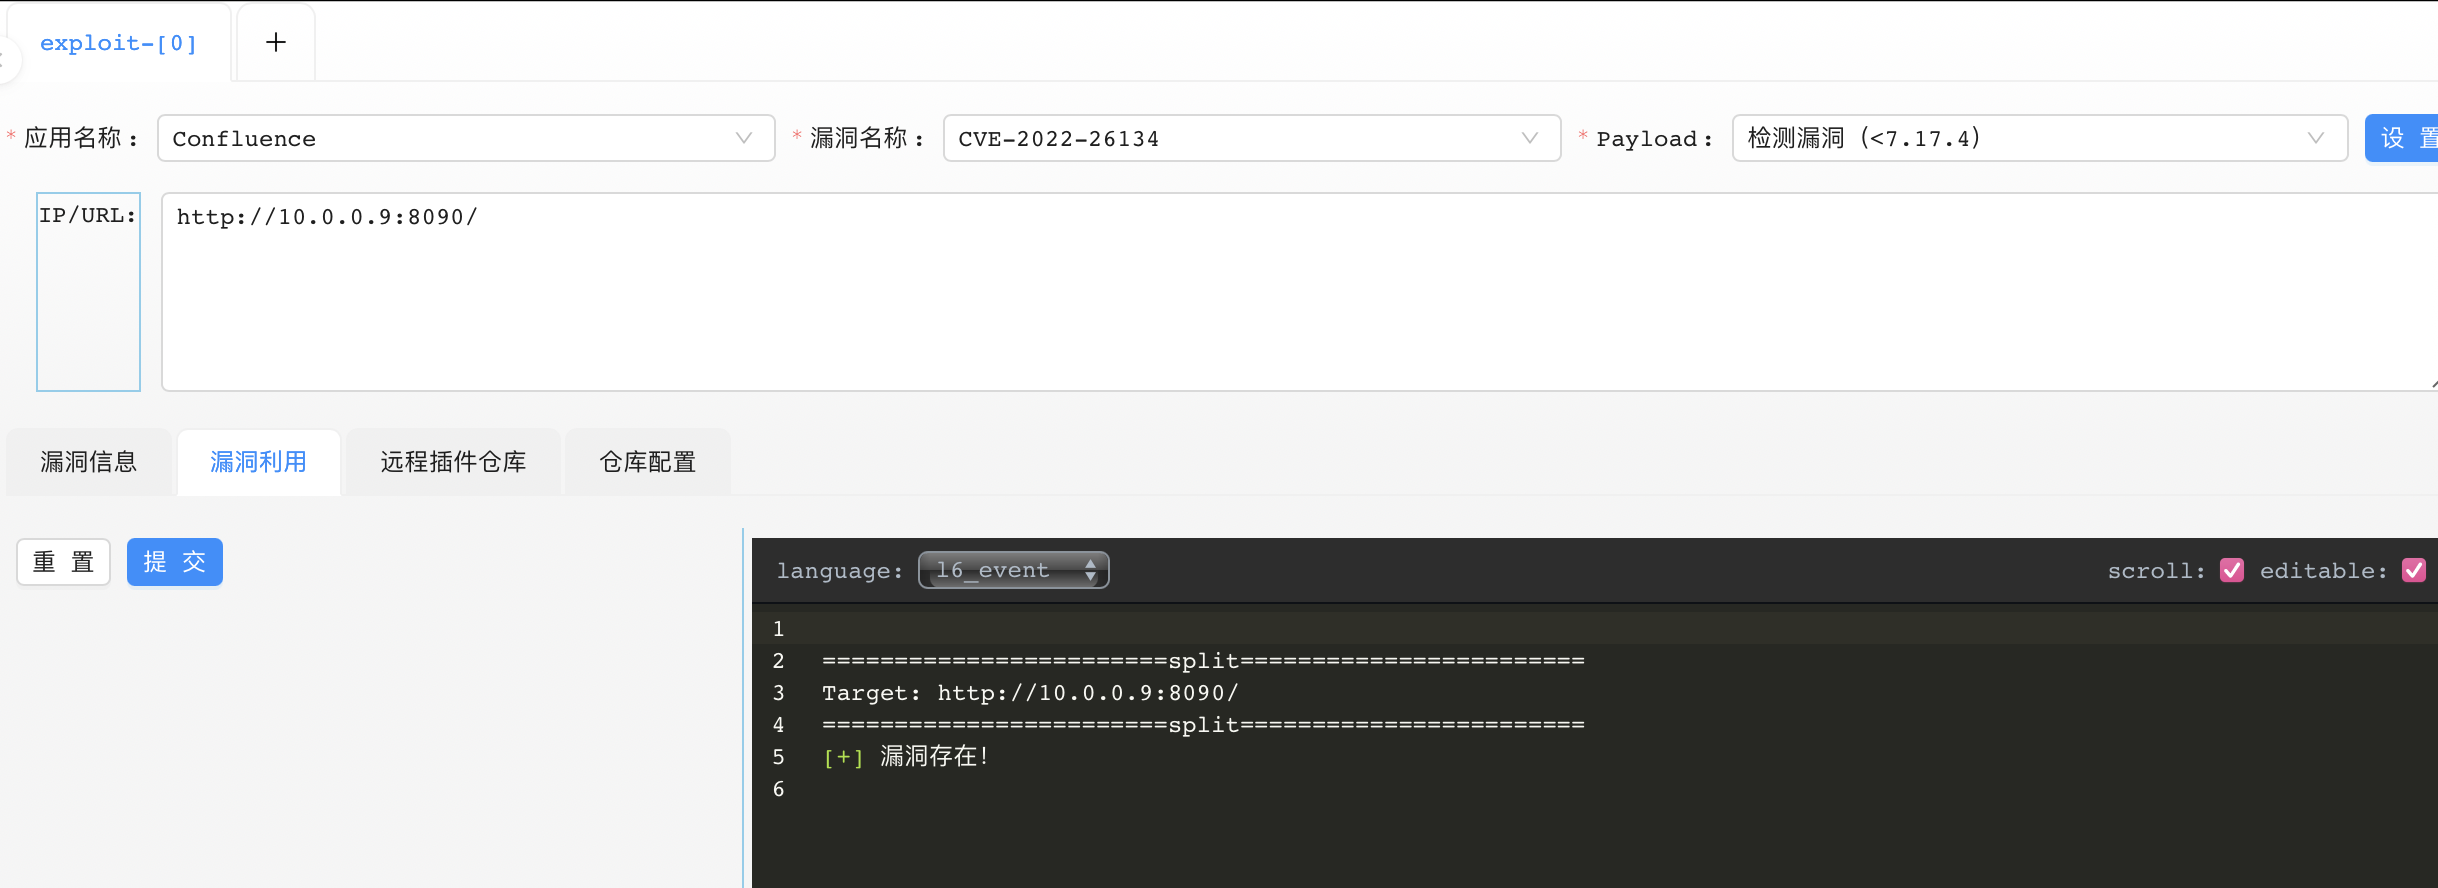 exploit-[0] +
* 应用名称： Confluence * 漏洞名称： CVE-2022-26134 * Payload： 检测漏洞（<7.17.4） 设 置
IP/URL: http://10.0.0.9:8090/
漏洞信息 漏洞利用 远程插件仓库 仓库配置
重 置 提 交
language: l6_event scroll: editable:
1
2 ========================split========================
3 Target: http://10.0.0.9:8090/
4 ========================split========================
5 [+] 漏洞存在！
6